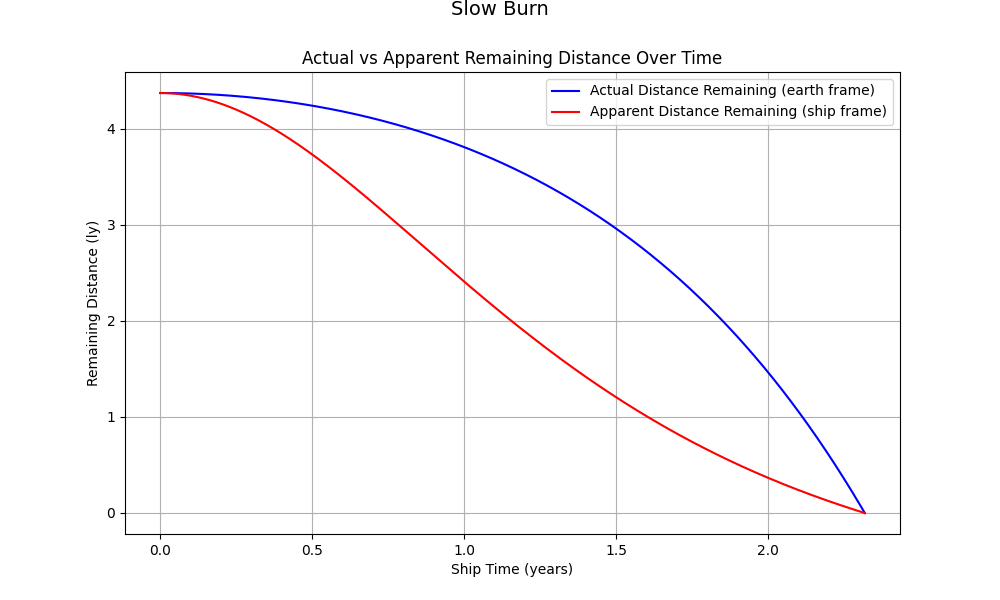 Slow Burn
Actual vs Apparent Remaining Distance Over Time
Actual Distance Remaining (earth frame)
Apparent Distance Remaining (ship frame)
Remaining Distance (ly)
4
3
2
1
0
0.0 0.5 1.0 1.5 2.0
Ship Time (years)